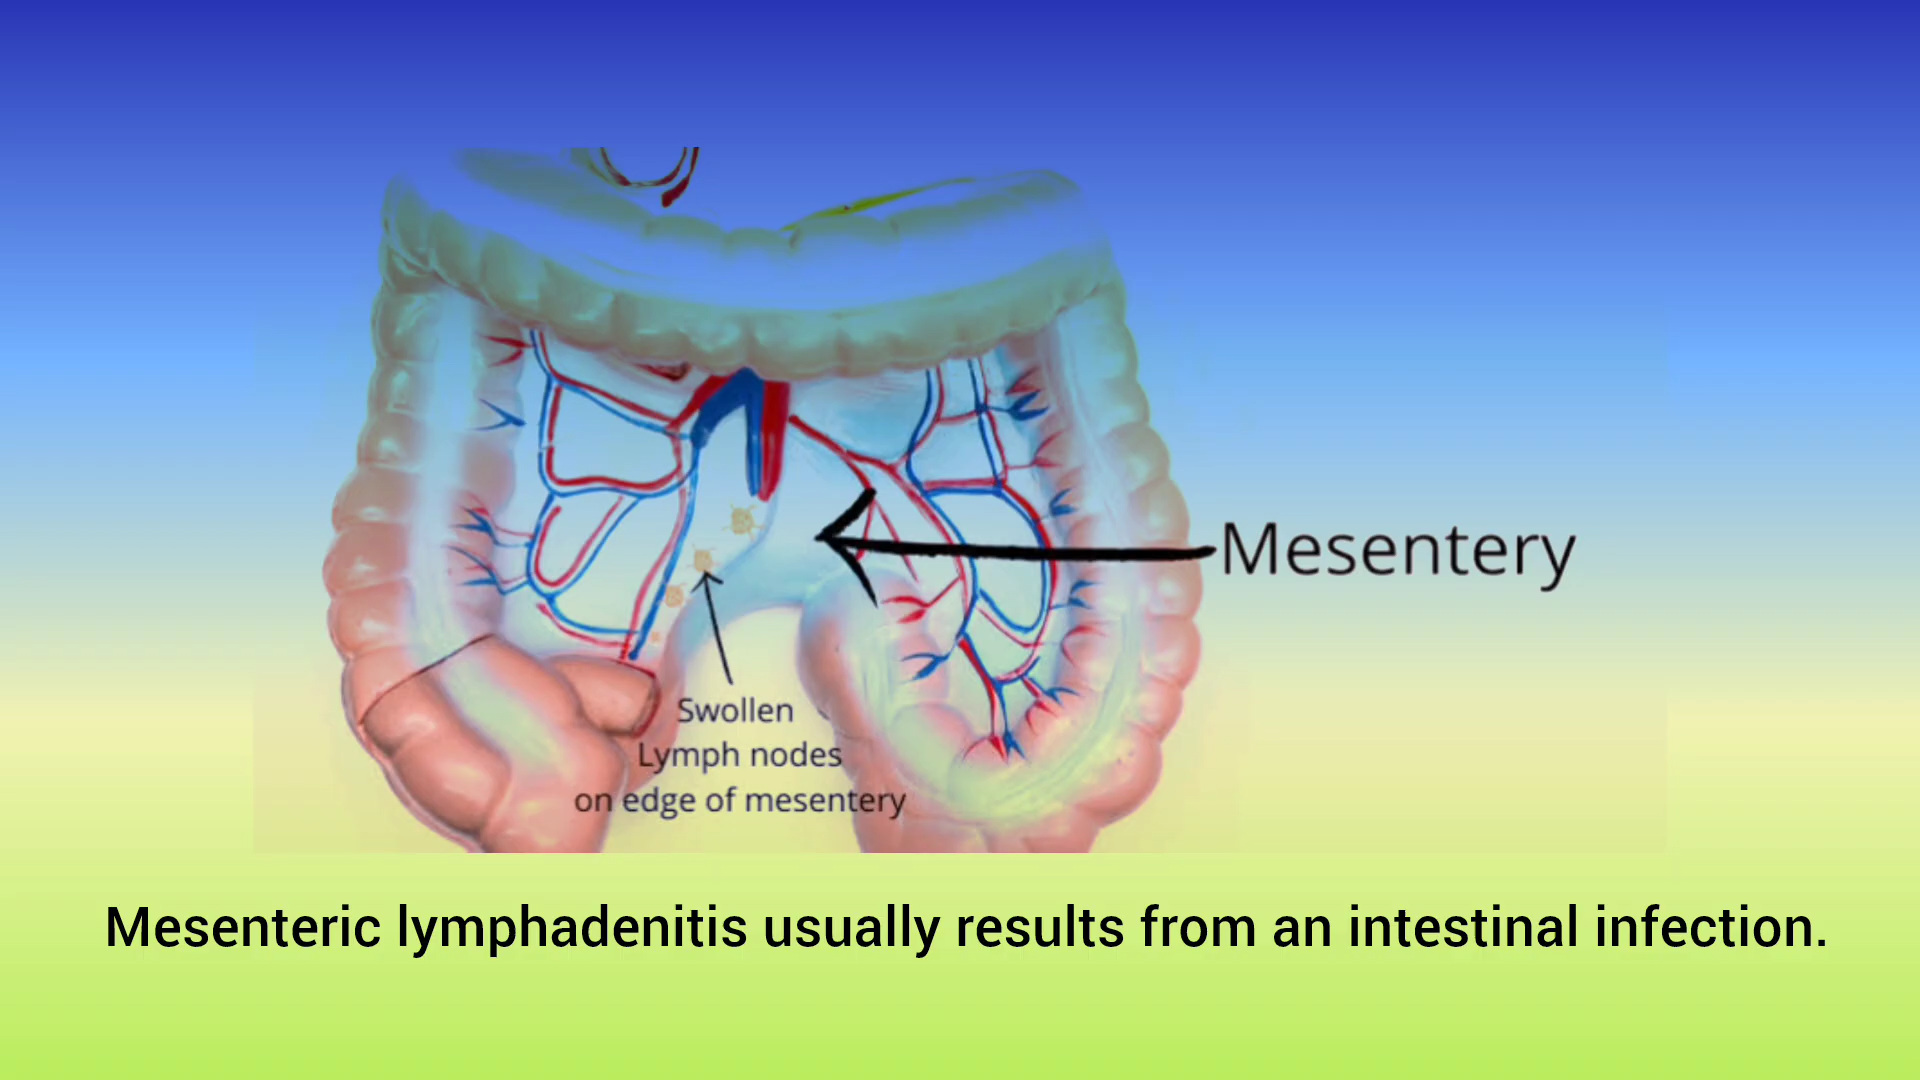 Mesentery
Swollen
Lymph nodes
on edge of mesentery
Mesenteric lymphadenitis usually results from an intestinal infection.